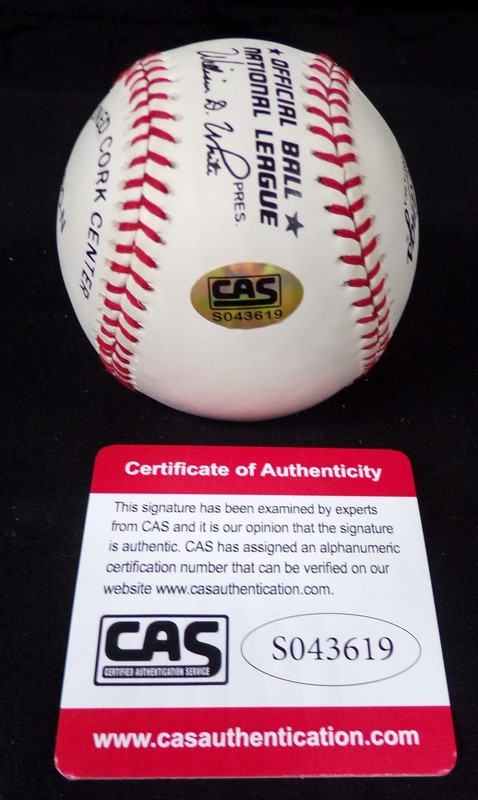 ★ OFFICIAL BALL ★
NATIONAL LEAGUE
William D. White
PRES.
CORK CENTER
CAS
S043619
Certificate of Authenticity
This signature has been examined by experts
from CAS and it is our opinion that the signature
is authentic. CAS has assigned an alphanumeric
certification number that can be verified on our
website www.casauthentication.com.
CAS
CERTIFIED AUTHENTICATION SERVICE
S043619
www.casauthentication.com